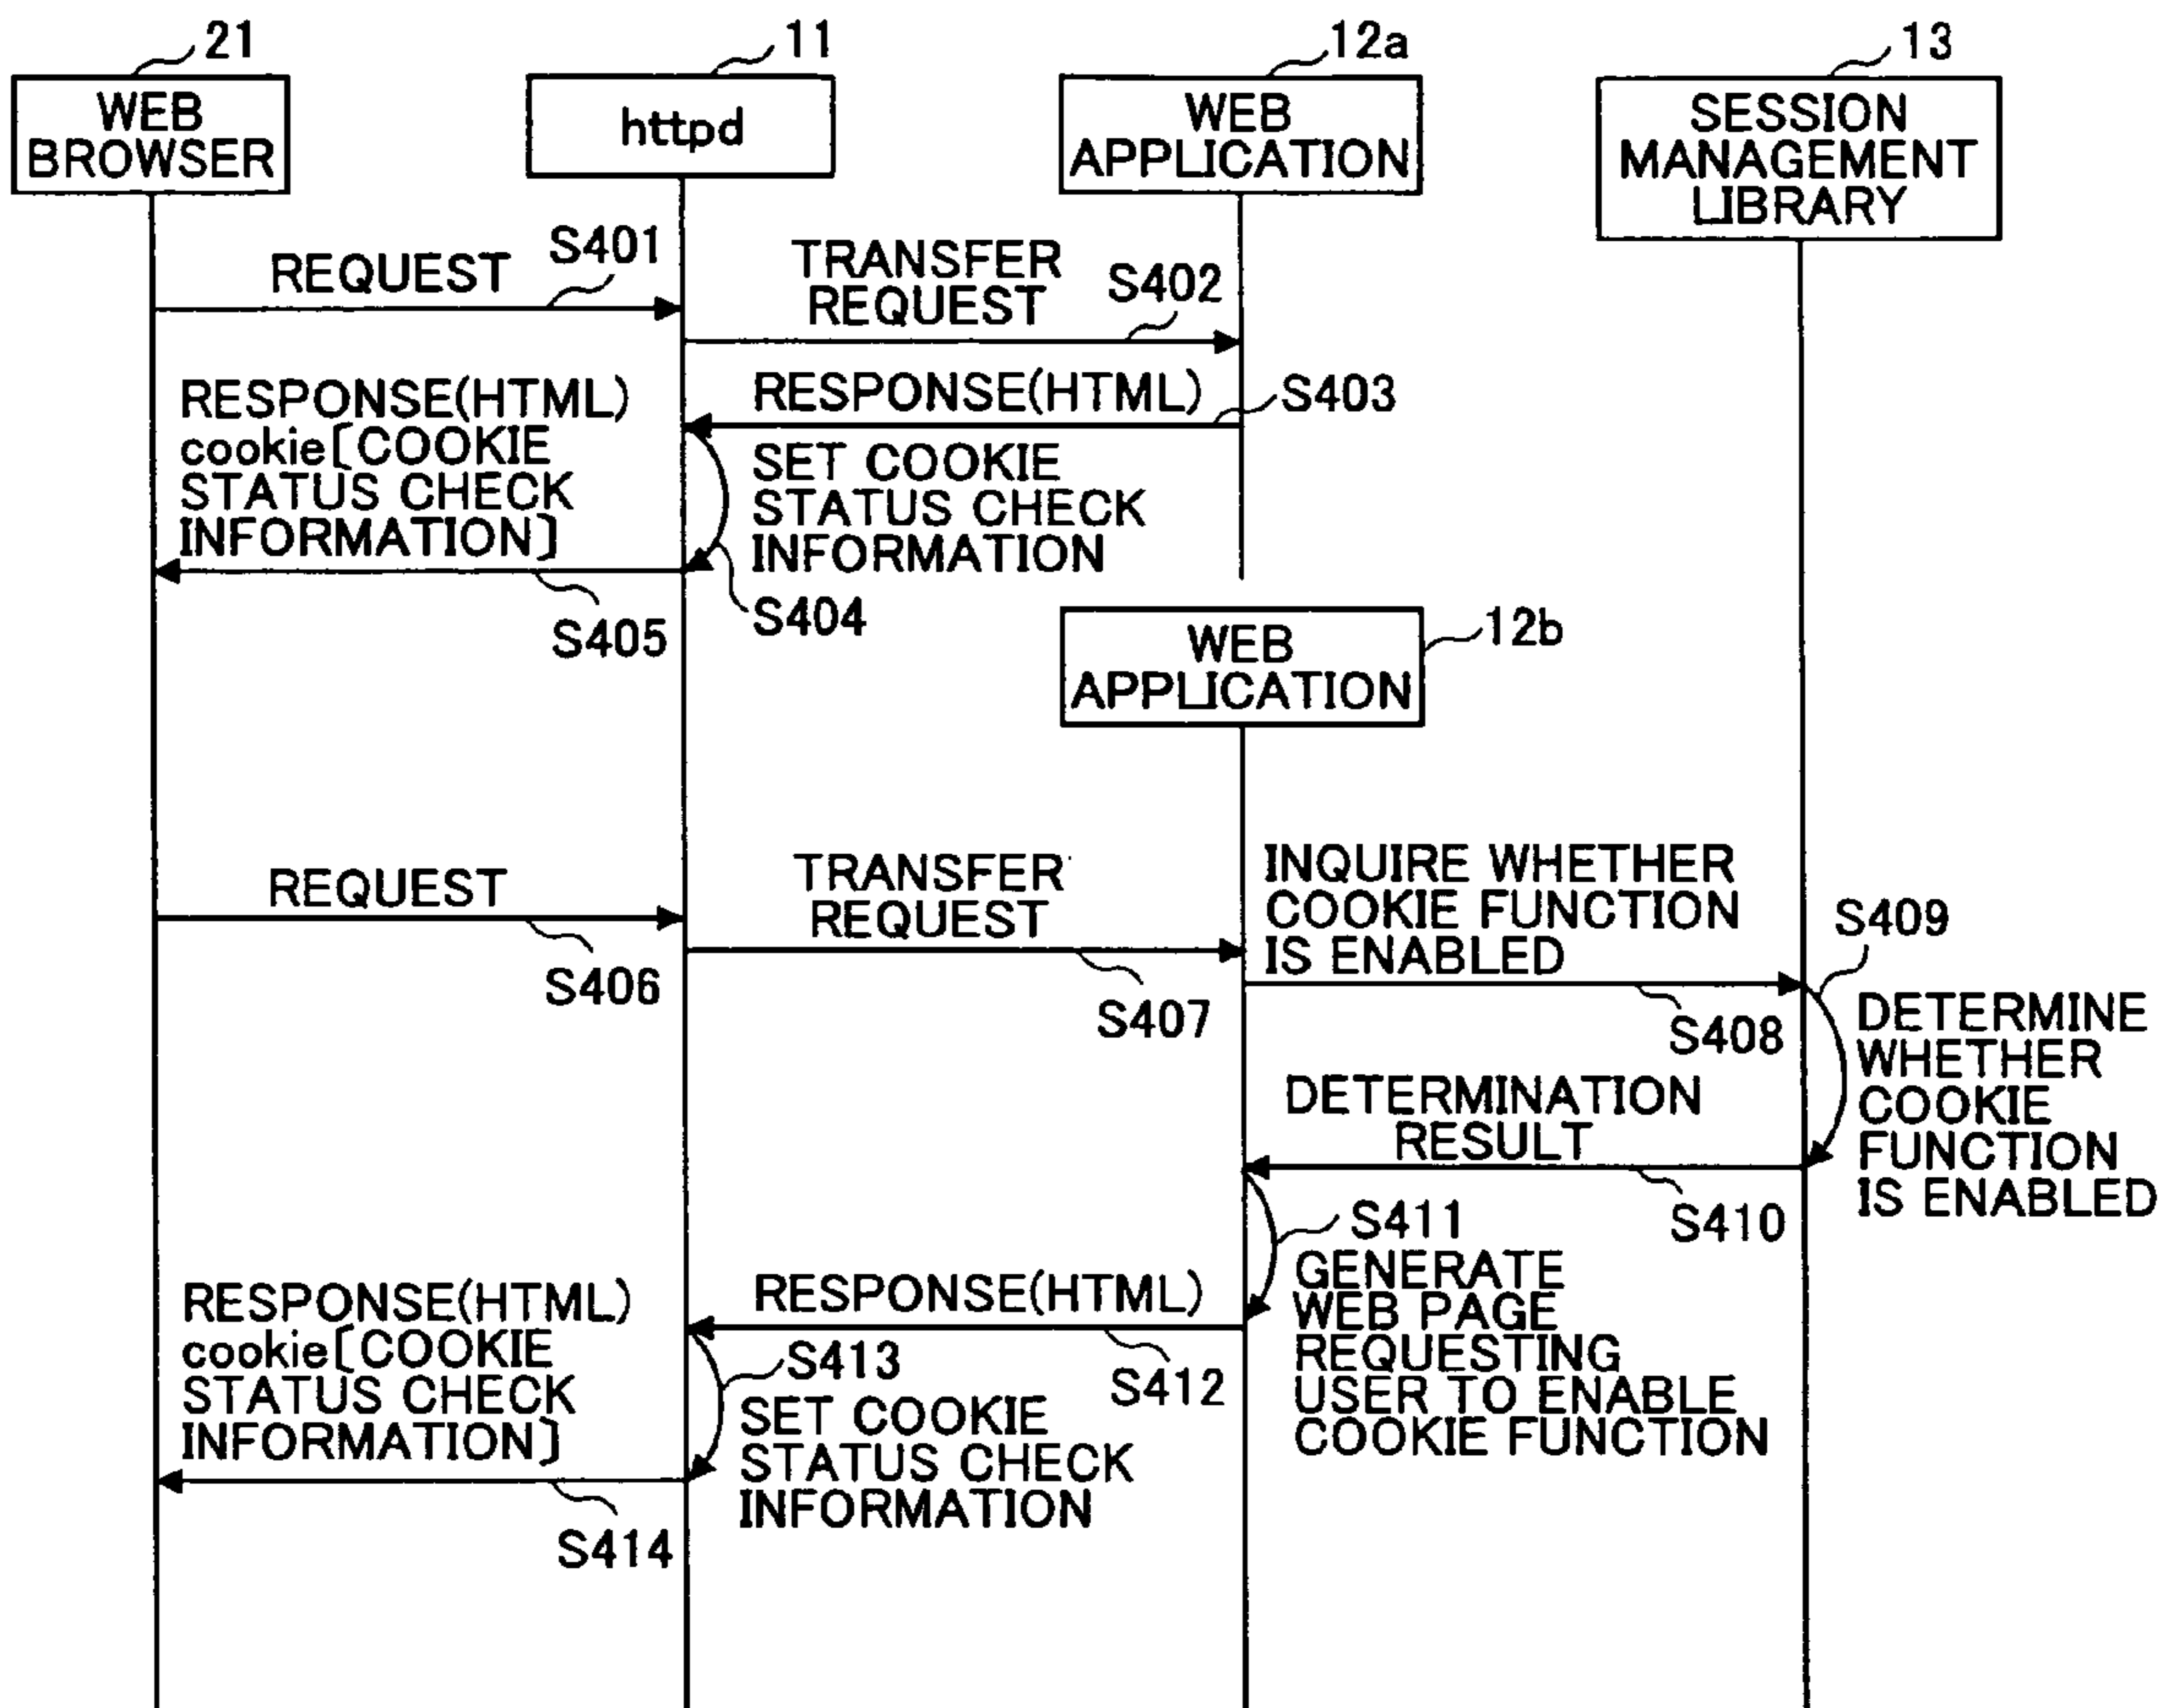 21
11
12a
13
WEB
BROWSER
httpd
WEB
APPLICATION
SESSION
MANAGEMENT
LIBRARY
REQUEST
S401
TRANSFER
REQUEST
S402
RESPONSE(HTML)
S403
RESPONSE(HTML)
cookie[COOKIE
STATUS CHECK
INFORMATION]
SET COOKIE
STATUS CHECK
INFORMATION
S404
S405
WEB
APPLICATION
12b
REQUEST
S406
TRANSFER
REQUEST
S407
INQUIRE WHETHER
COOKIE FUNCTION
IS ENABLED
S408
S409
DETERMINE
WHETHER
COOKIE
FUNCTION
IS ENABLED
DETERMINATION
RESULT
S410
S411
GENERATE
WEB PAGE
REQUESTING
USER TO ENABLE
COOKIE FUNCTION
RESPONSE(HTML)
S412
S413
SET COOKIE
STATUS CHECK
INFORMATION
RESPONSE(HTML)
cookie[COOKIE
STATUS CHECK
INFORMATION]
S414